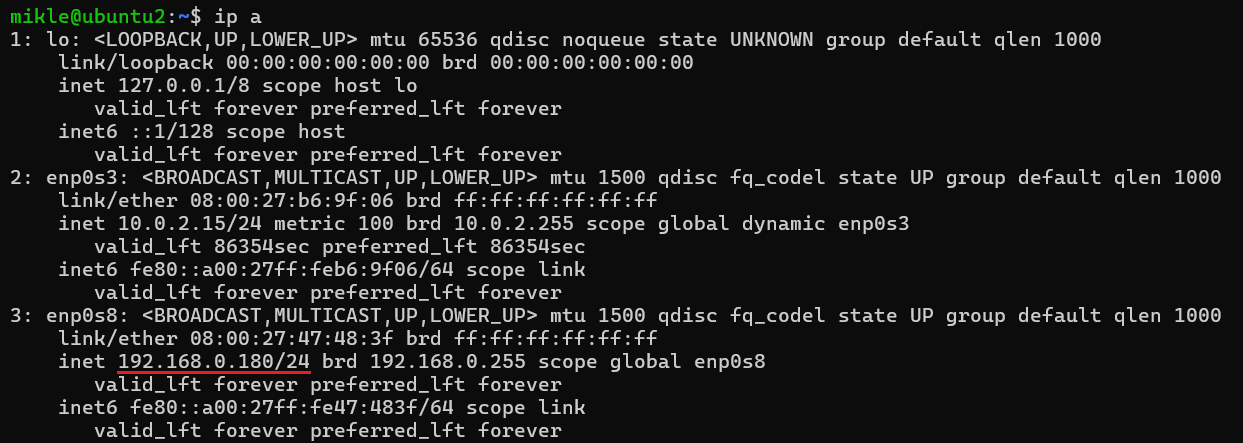 mikle@ubuntu2:~$ ip a
1: lo: <LOOPBACK,UP,LOWER_UP> mtu 65536 qdisc noqueue state UNKNOWN group default qlen 1000
    link/loopback 00:00:00:00:00:00 brd 00:00:00:00:00:00
    inet 127.0.0.1/8 scope host lo
       valid_lft forever preferred_lft forever
    inet6 ::1/128 scope host
       valid_lft forever preferred_lft forever
2: enp0s3: <BROADCAST,MULTICAST,UP,LOWER_UP> mtu 1500 qdisc fq_codel state UP group default qlen 1000
    link/ether 08:00:27:b6:9f:06 brd ff:ff:ff:ff:ff:ff
    inet 10.0.2.15/24 metric 100 brd 10.0.2.255 scope global dynamic enp0s3
       valid_lft 86354sec preferred_lft 86354sec
    inet6 fe80::a00:27ff:feb6:9f06/64 scope link
       valid_lft forever preferred_lft forever
3: enp0s8: <BROADCAST,MULTICAST,UP,LOWER_UP> mtu 1500 qdisc fq_codel state UP group default qlen 1000
    link/ether 08:00:27:47:48:3f brd ff:ff:ff:ff:ff:ff
    inet 192.168.0.180/24 brd 192.168.0.255 scope global enp0s8
       valid_lft forever preferred_lft forever
    inet6 fe80::a00:27ff:fe47:483f/64 scope link
       valid_lft forever preferred_lft forever